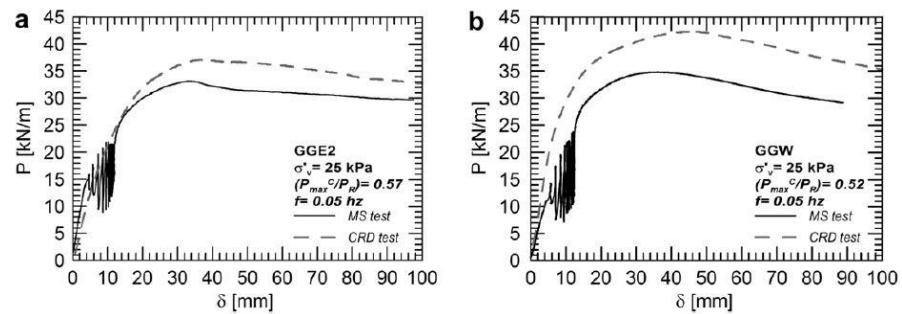 a
45
40
35
30
25
20
15
10
5
0
P [kN/m]
GGE2
σ'v= 25 kPa
(PmaxC/PR)= 0.57
f= 0.05 hz
MS test
CRD test
0 10 20 30 40 50 60 70 80 90 100
δ [mm]
b
45
40
35
30
25
20
15
10
5
0
P [kN/m]
GGW
σ'v= 25 kPa
(PmaxC/PR)= 0.52
f= 0.05 hz
MS test
CRD test
0 10 20 30 40 50 60 70 80 90 100
δ [mm]